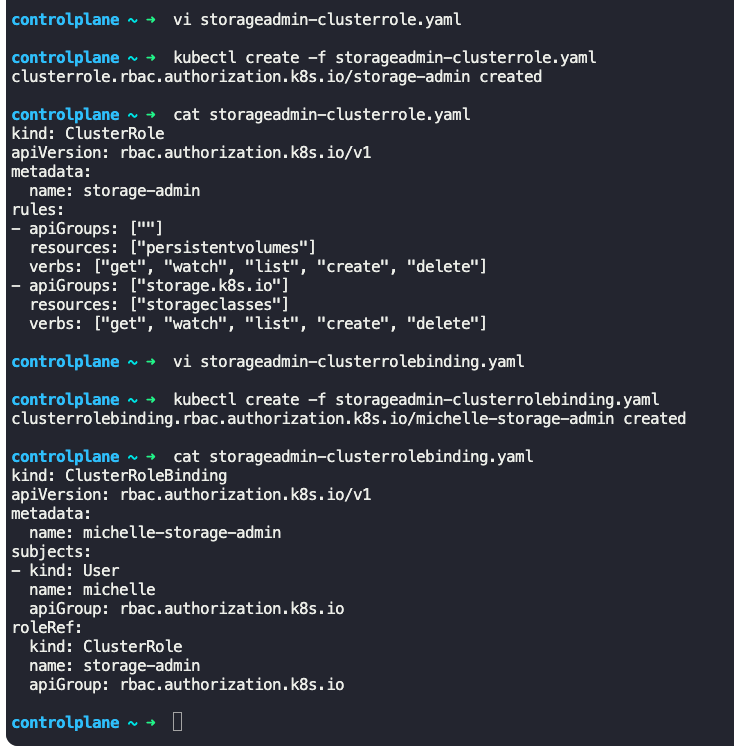 controlplane ~ ➜  vi storageadmin-clusterrole.yaml

controlplane ~ ➜  kubectl create -f storageadmin-clusterrole.yaml
clusterrole.rbac.authorization.k8s.io/storage-admin created

controlplane ~ ➜  cat storageadmin-clusterrole.yaml
kind: ClusterRole
apiVersion: rbac.authorization.k8s.io/v1
metadata:
  name: storage-admin
rules:
- apiGroups: [""]
  resources: ["persistentvolumes"]
  verbs: ["get", "watch", "list", "create", "delete"]
- apiGroups: ["storage.k8s.io"]
  resources: ["storageclasses"]
  verbs: ["get", "watch", "list", "create", "delete"]

controlplane ~ ➜  vi storageadmin-clusterrolebinding.yaml

controlplane ~ ➜  kubectl create -f storageadmin-clusterrolebinding.yaml
clusterrolebinding.rbac.authorization.k8s.io/michelle-storage-admin created

controlplane ~ ➜  cat storageadmin-clusterrolebinding.yaml
kind: ClusterRoleBinding
apiVersion: rbac.authorization.k8s.io/v1
metadata:
  name: michelle-storage-admin
subjects:
- kind: User
  name: michelle
  apiGroup: rbac.authorization.k8s.io
roleRef:
  kind: ClusterRole
  name: storage-admin
  apiGroup: rbac.authorization.k8s.io

controlplane ~ ➜